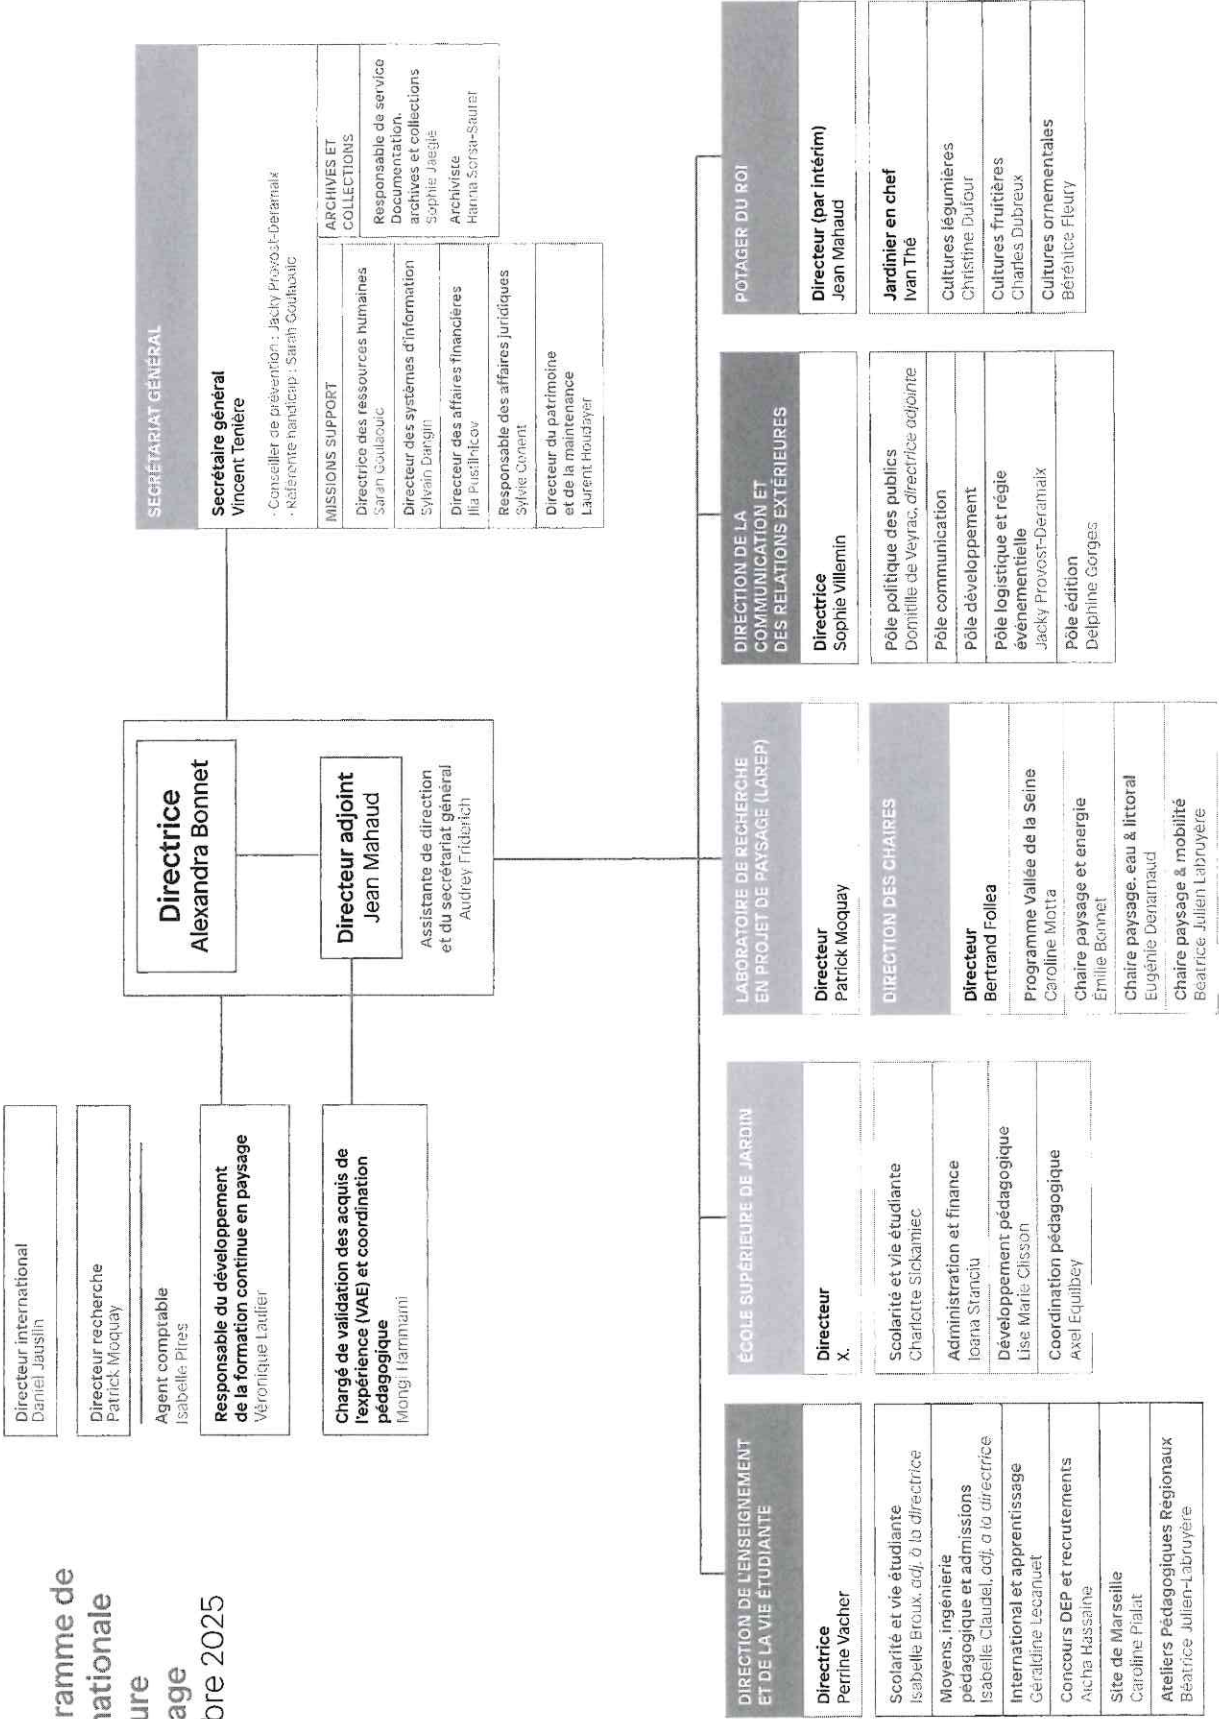 ramme de
nationale
ure
age
bre 2025
Directeur international
Daniel Jauslin
Directeur recherche
Patrick Moquay
Agent comptable
Isabelle Pires
Responsable du développement
de la formation continue en paysage
Véronique Laulier
Chargé de validation des acquis de
l'expérience (VAE) et coordination
pédagogique
Mongi Hammami
Directrice
Alexandra Bonnet
Directeur adjoint
Jean Mahaud
Assistante de direction
et du secrétariat général
Audrey Friderich
SECRÉTARIAT GÉNÉRAL
Secrétaire général
Vincent Tenière
- Conseiller de prévention : Jacky Provost-Deramaix
- Référente handicap : Sarah Goulaouic
MISSIONS SUPPORT
Directrice des ressources humaines
Sarah Goulaouic
Directeur des systèmes d'information
Sylvain Dangin
Directeur des affaires financières
Ilia Pustilnicov
Responsable des affaires juridiques
Sylvie Conent
Directeur du patrimoine
et de la maintenance
Laurent Houdayer
ARCHIVES ET
COLLECTIONS
Responsable de service
Documentation,
archives et collections
Sophie Jaegle
Archiviste
Hanna Sorsa-Sautet
DIRECTION DE L'ENSEIGNEMENT
ET DE LA VIE ÉTUDIANTE
Directrice
Perrine Vacher
Scolarité et vie étudiante
Isabelle Broux, adj. à la directrice
Moyens, ingénierie
pédagogique et admissions
Isabelle Claudel, adj. à la directrice
International et apprentissage
Géraldine Lecanuet
Concours DEP et recrutements
Aicha Hassaine
Site de Marseille
Caroline Pialat
Ateliers Pédagogiques Régionaux
Béatrice Julien-Labruyère
ÉCOLE SUPÉRIEURE DE JARDIN
Directeur
X.
Scolarité et vie étudiante
Charlotte Sickamiec
Administration et finance
Ioana Stanciu
Développement pédagogique
Lise Marie Clisson
Coordination pédagogique
Axel Equilbey
LABORATOIRE DE RECHERCHE
EN PROJET DE PAYSAGE (LAREP)
Directeur
Patrick Moquay
DIRECTION DES CHAIRES
Directeur
Bertrand Follea
Programme Vallée de la Seine
Caroline Motta
Chaire paysage et energie
Émilie Bonnet
Chaire paysage, eau & littoral
Eugénie Denarnaud
Chaire paysage & mobilité
Béatrice Julien Labruyère
DIRECTION DE LA
COMMUNICATION ET
DES RELATIONS EXTÉRIEURES
Directrice
Sophie Villemin
Pôle politique des publics
Domitille de Veyrac, directrice adjointe
Pôle communication
Pôle développement
Pôle logistique et régie
événementielle
Jacky Provost-Deramaix
Pôle édition
Delphine Gorges
POTAGER DU ROI
Directeur (par intérim)
Jean Mahaud
Jardinier en chef
Ivan Thé
Cultures légumières
Christine Dufour
Cultures fruitières
Charles Dubreux
Cultures ornementales
Bérénice Fleury